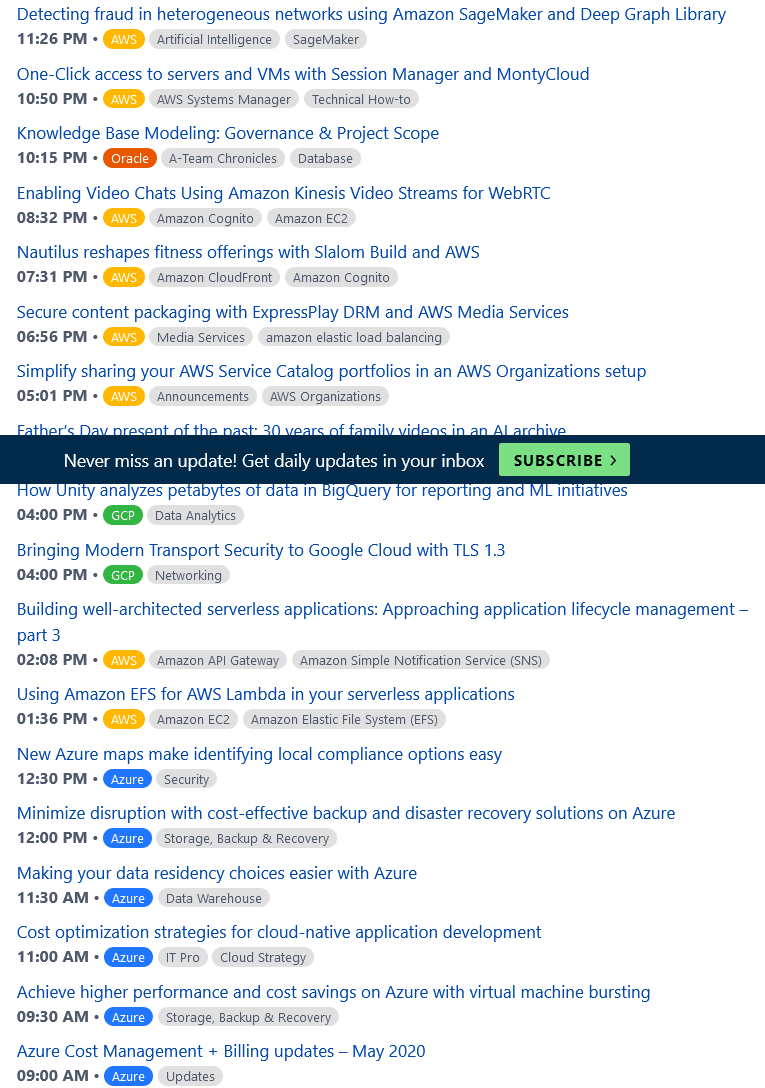 Detecting fraud in heterogeneous networks using Amazon SageMaker and Deep Graph Library
11:26 PM • AWS Artificial Intelligence SageMaker
One-Click access to servers and VMs with Session Manager and MontyCloud
10:50 PM • AWS AWS Systems Manager Technical How-to
Knowledge Base Modeling: Governance & Project Scope
10:15 PM • Oracle A-Team Chronicles Database
Enabling Video Chats Using Amazon Kinesis Video Streams for WebRTC
08:32 PM • AWS Amazon Cognito Amazon EC2
Nautilus reshapes fitness offerings with Slalom Build and AWS
07:31 PM • AWS Amazon CloudFront Amazon Cognito
Secure content packaging with ExpressPlay DRM and AWS Media Services
06:56 PM • AWS Media Services amazon elastic load balancing
Simplify sharing your AWS Service Catalog portfolios in an AWS Organizations setup
05:01 PM • AWS Announcements AWS Organizations
Father’s Day present of the past: 30 years of family videos in an AI archive
Never miss an update! Get daily updates in your inbox SUBSCRIBE >
How Unity analyzes petabytes of data in BigQuery for reporting and ML initiatives
04:00 PM • GCP Data Analytics
Bringing Modern Transport Security to Google Cloud with TLS 1.3
04:00 PM • GCP Networking
Building well-architected serverless applications: Approaching application lifecycle management –
part 3
02:08 PM • AWS Amazon API Gateway Amazon Simple Notification Service (SNS)
Using Amazon EFS for AWS Lambda in your serverless applications
01:36 PM • AWS Amazon EC2 Amazon Elastic File System (EFS)
New Azure maps make identifying local compliance options easy
12:30 PM • Azure Security
Minimize disruption with cost-effective backup and disaster recovery solutions on Azure
12:00 PM • Azure Storage, Backup & Recovery
Making your data residency choices easier with Azure
11:30 AM • Azure Data Warehouse
Cost optimization strategies for cloud-native application development
11:00 AM • Azure IT Pro Cloud Strategy
Achieve higher performance and cost savings on Azure with virtual machine bursting
09:30 AM • Azure Storage, Backup & Recovery
Azure Cost Management + Billing updates – May 2020
09:00 AM • Azure Updates